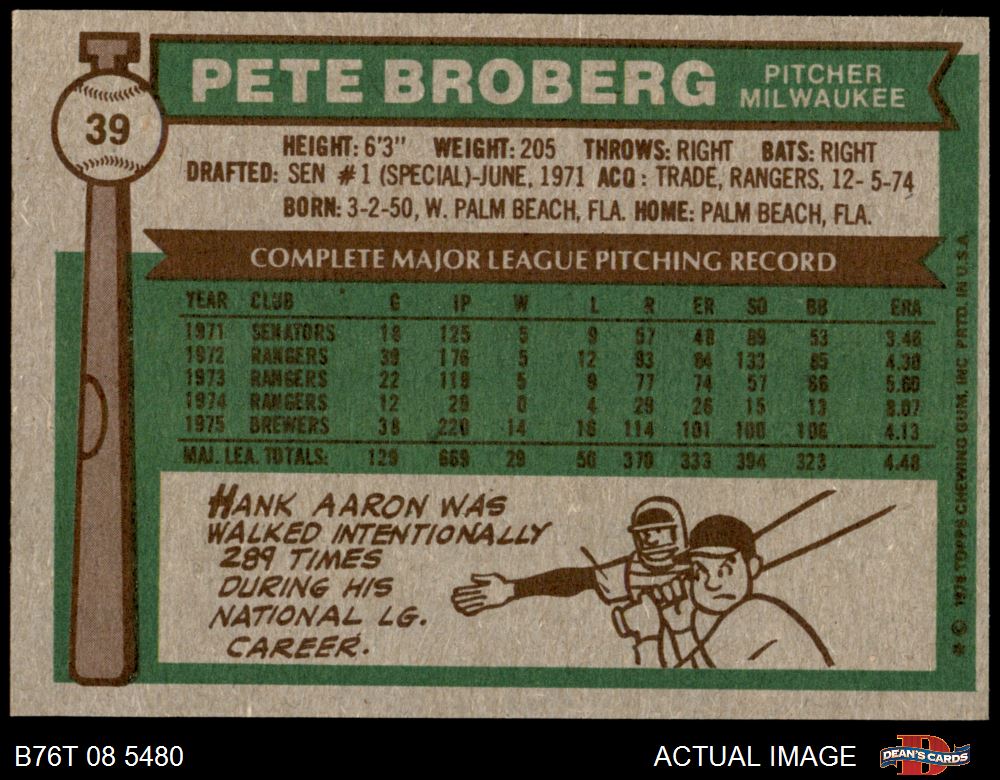 PETE BROBERG
PITCHER
MILWAUKEE
39
HEIGHT: 6'3" WEIGHT: 205 THROWS: RIGHT BATS: RIGHT
DRAFTED: SEN #1 (SPECIAL)-JUNE, 1971 ACQ: TRADE, RANGERS, 12- 5-74
BORN: 3-2-50, W. PALM BEACH, FLA. HOME: PALM BEACH, FLA.
COMPLETE MAJOR LEAGUE PITCHING RECORD
YEAR CLUB G IP W L R ER SO BB ERA
1971 SENATORS 18 125 5 9 57 48 89 53 3.46
1972 RANGERS 39 176 5 12 93 84 133 85 4.30
1973 RANGERS 22 119 5 9 77 74 57 66 5.60
1974 RANGERS 12 29 0 4 29 26 15 13 8.07
1975 BREWERS 38 220 14 16 114 101 100 106 4.13
MAJ. LEA. TOTALS: 129 669 29 50 370 333 394 323 4.48
HANK AARON WAS
WALKED INTENTIONALLY
289 TIMES
DURING HIS
NATIONAL LG.
CAREER.
* © 1976 TOPPS CHEWING GUM, INC PRTD. IN U.S.A.
B76T 08 5480
ACTUAL IMAGE
DEAN'S CARDS